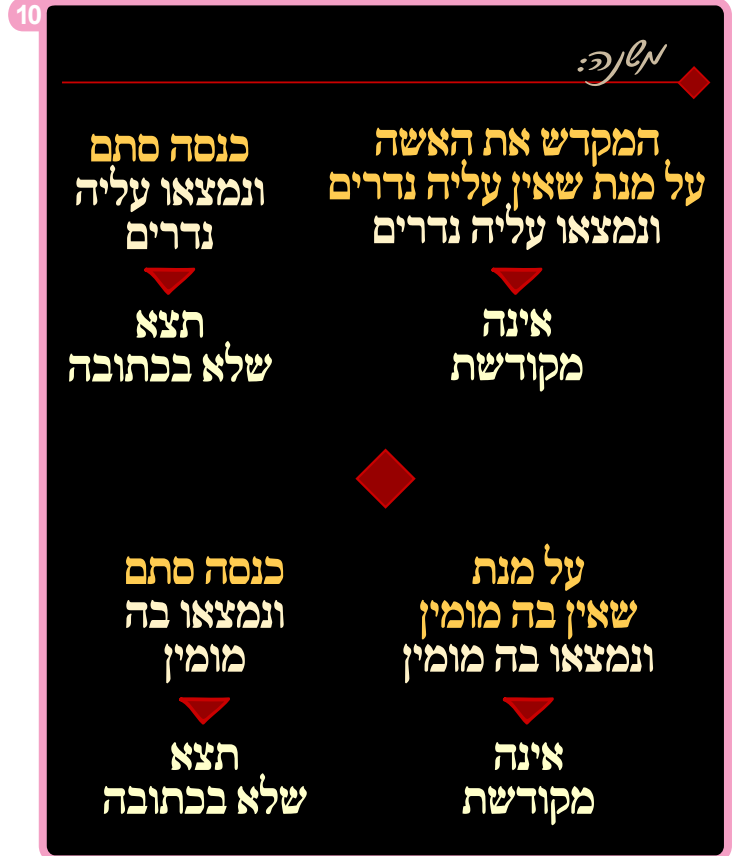 10
משנה:
המקדש את האשה
על מנת שאין עליה נדרים
ונמצאו עליה נדרים
אינה
מקודשת
כנסה סתם
ונמצאו עליה
נדרים
תצא
שלא בכתובה
על מנת
שאין בה מומין
ונמצאו בה מומין
אינה
מקודשת
כנסה סתם
ונמצאו בה
מומין
תצא
שלא בכתובה